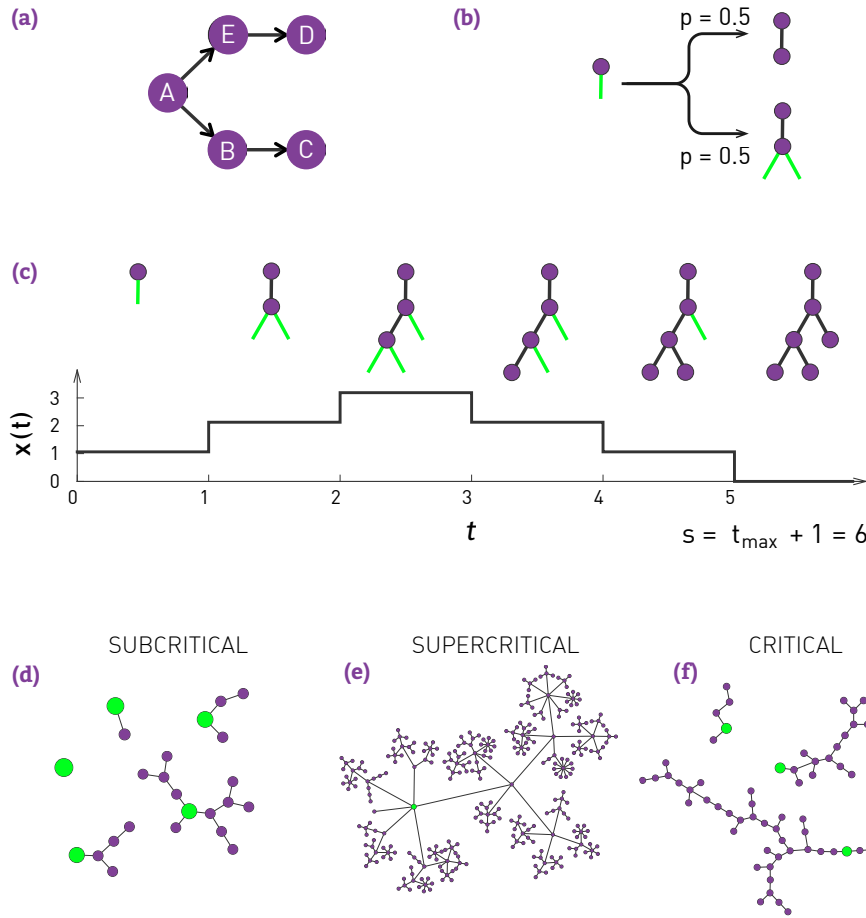 (a)
E D
A
B C
(b)
p = 0.5
p = 0.5
(c)
3
2
1
0
x(t)
0 1 2 3 4 5
t
s = tmax + 1 = 6
SUBCRITICAL
(d)
SUPERCRITICAL
(e)
CRITICAL
(f)